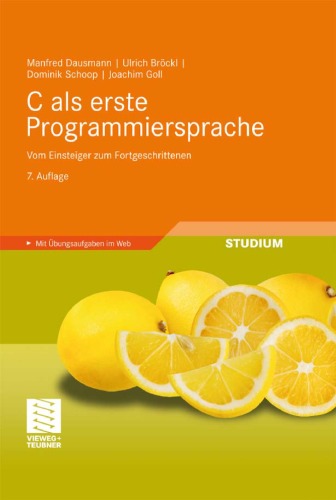 Manfred Dausmann | Ulrich Bröckl |
Dominik Schoop | Joachim Goll
C als erste
Programmiersprache
Vom Einsteiger zum Fortgeschrittenen
7. Auflage
▸ Mit Übungsaufgaben im Web
STUDIUM
VIEWEG+
TEUBNER